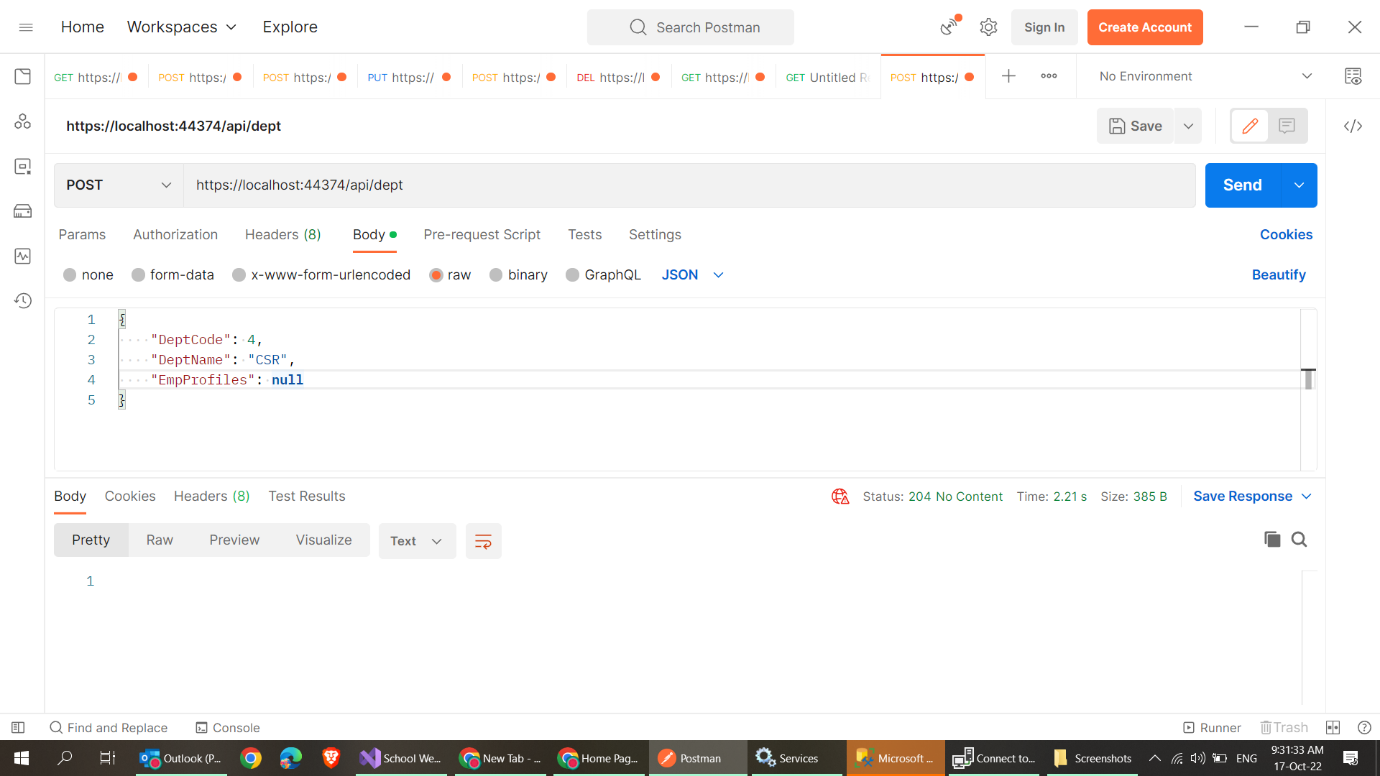 Home Workspaces Explore Search Postman Sign In Create Account
GET https://l POST https:/ POST https:/ PUT https:// POST https:/ DEL https://l GET https://l GET Untitled Re POST https:/ No Environment
https://localhost:44374/api/dept Save
POST https://localhost:44374/api/dept Send
Params Authorization Headers (8) Body Pre-request Script Tests Settings Cookies
none form-data x-www-form-urlencoded raw binary GraphQL JSON Beautify
1 {
2 "DeptCode": 4,
3 "DeptName": "CSR",
4 "EmpProfiles": null
5 }
Body Cookies Headers (8) Test Results Status: 204 No Content Time: 2.21 s Size: 385 B Save Response
Pretty Raw Preview Visualize Text
1
Find and Replace Console Runner Trash
Outlook (P... School We... New Tab - ... Home Pag... Postman Services Microsoft ... Connect to... Screenshots ENG 9:31:33 AM
17-Oct-22